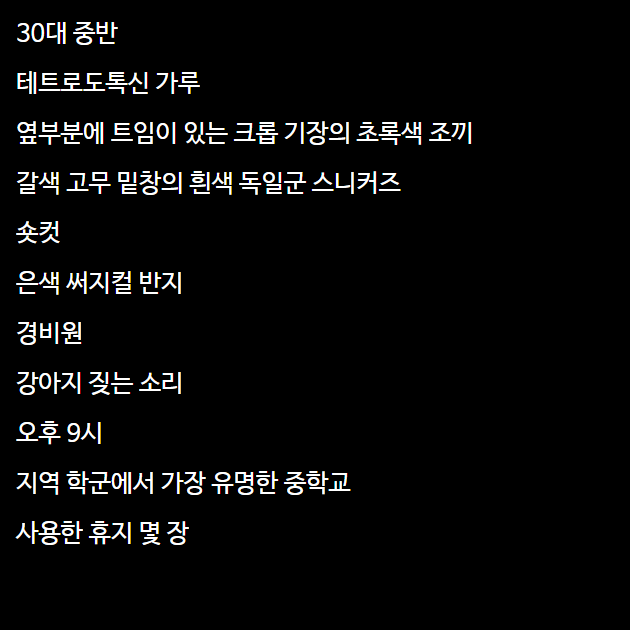 30대 중반
테트로도톡신 가루
옆부분에 트임이 있는 크롭 기장의 초록색 조끼
갈색 고무 밑창의 흰색 독일군 스니커즈
숏컷
은색 써지컬 반지
경비원
강아지 짖는 소리
오후 9시
지역 학군에서 가장 유명한 중학교
사용한 휴지 몇 장